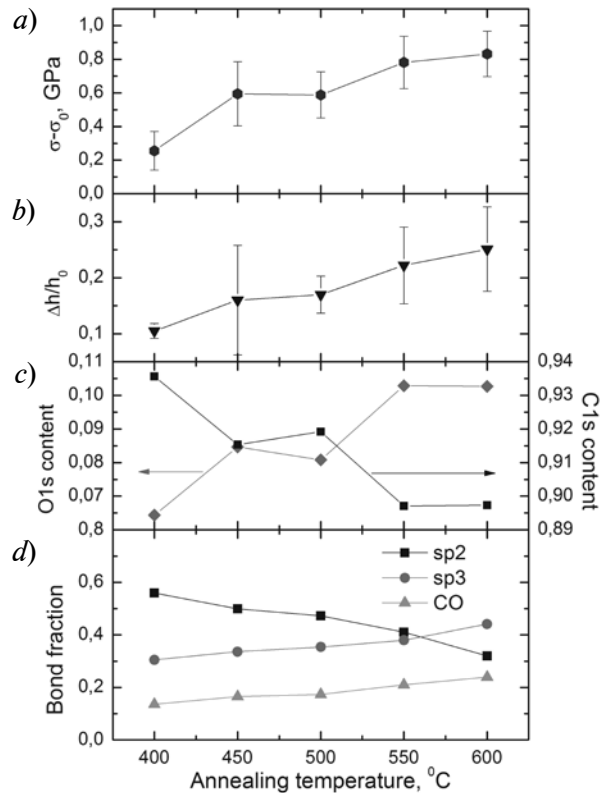 a)
1,0
0,8
0,6
0,4
0,2
0,0
σ-σ0, GPa
b)
0,3
0,2
0,1
Δh/h0
c)
0,11
0,10
0,09
0,08
0,07
0,8
O1s content
0,94
0,93
0,92
0,91
0,90
0,89
C1s content
d)
sp2
sp3
CO
0,6
0,4
0,2
0,0
Bond fraction
400 450 500 550 600
Annealing temperature, °C